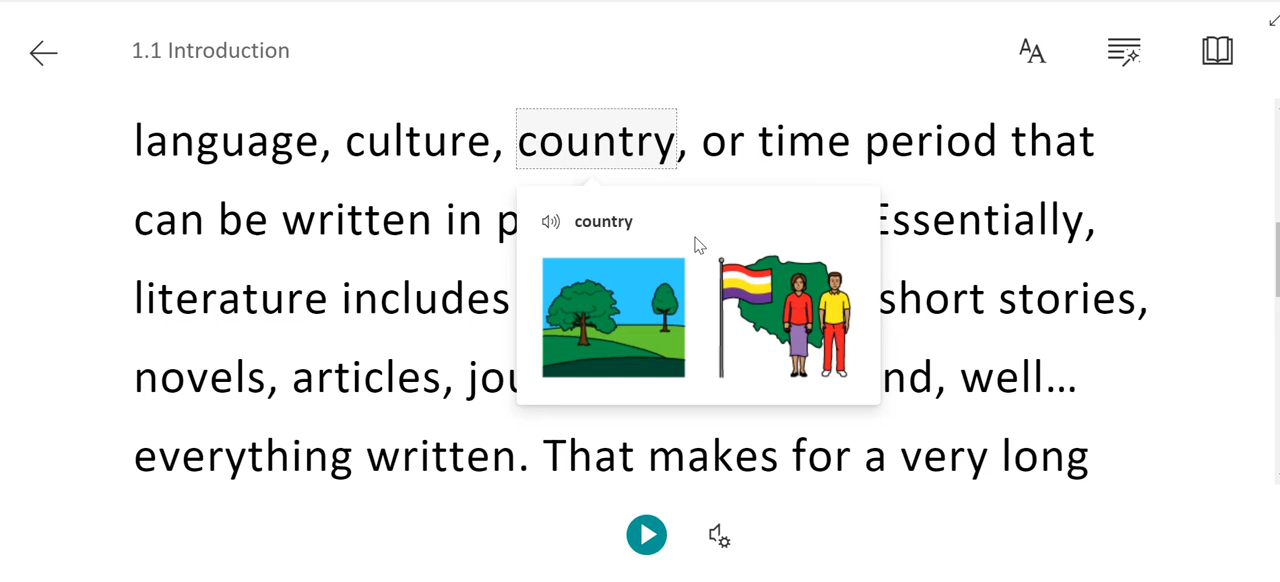 1.1 Introduction
AA
language, culture, country, or time period that
country
can be written in p Essentially,
literature includes short stories,
novels, articles, jou nd, well…
everything written. That makes for a very long